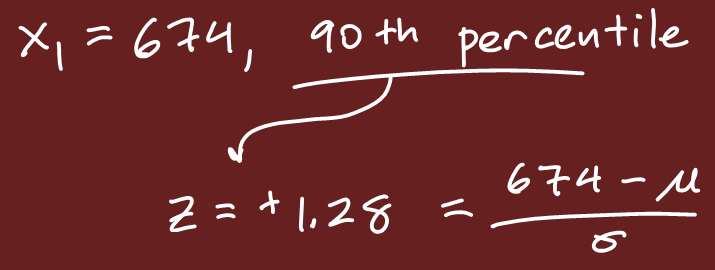 x₁ = 674, 90th percentile
z = +1.28 = (674 - μ)/σ